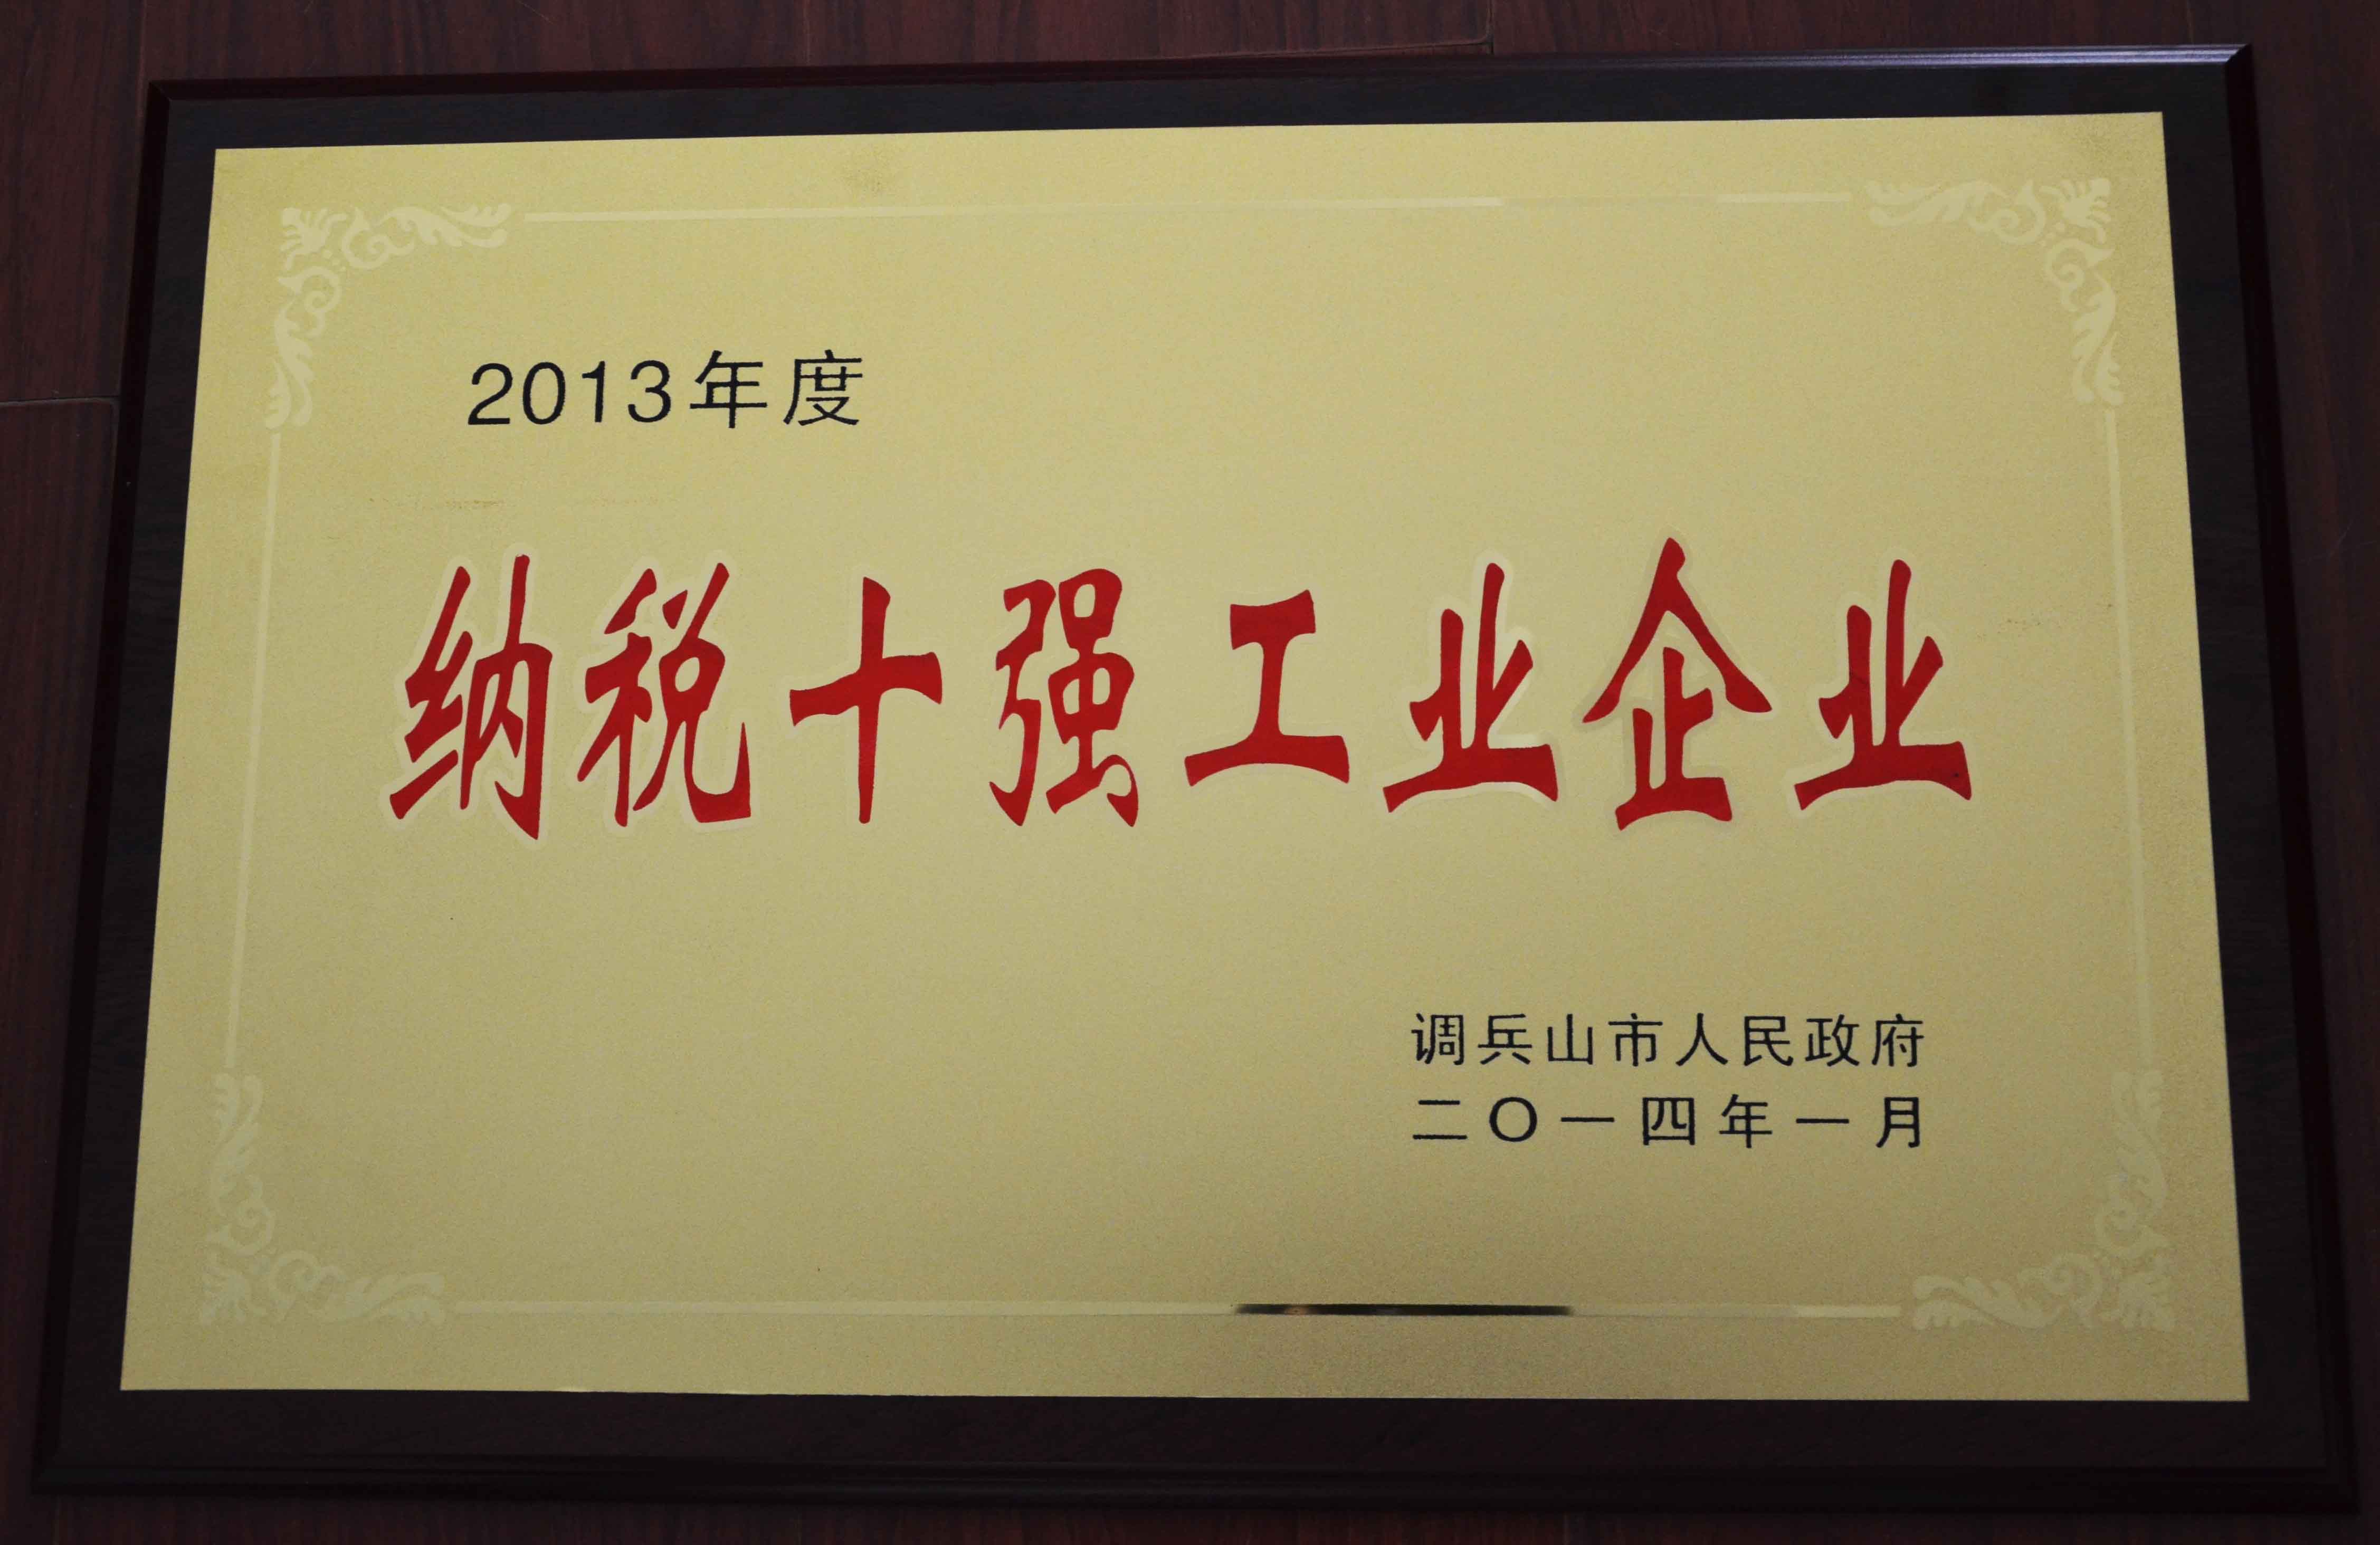 2013年度
纳税十强工业企业
调兵山市人民政府
二〇一四年一月